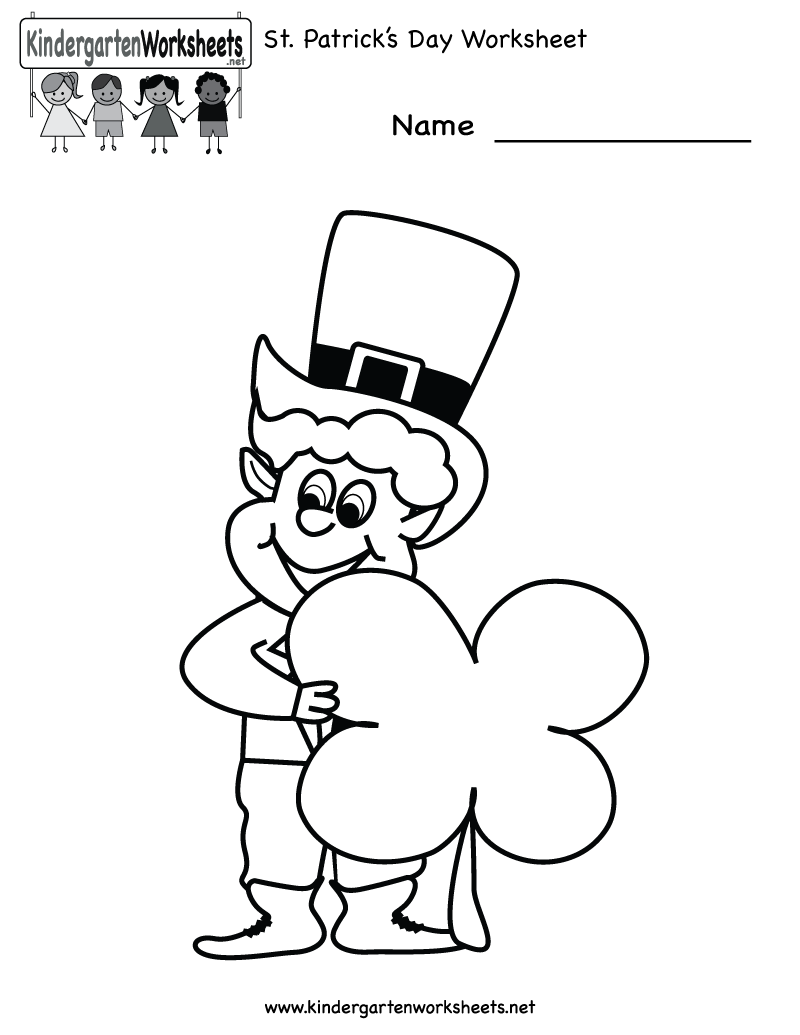 KindergartenWorksheets
.net
St. Patrick's Day Worksheet
Name
www.kindergartenworksheets.net